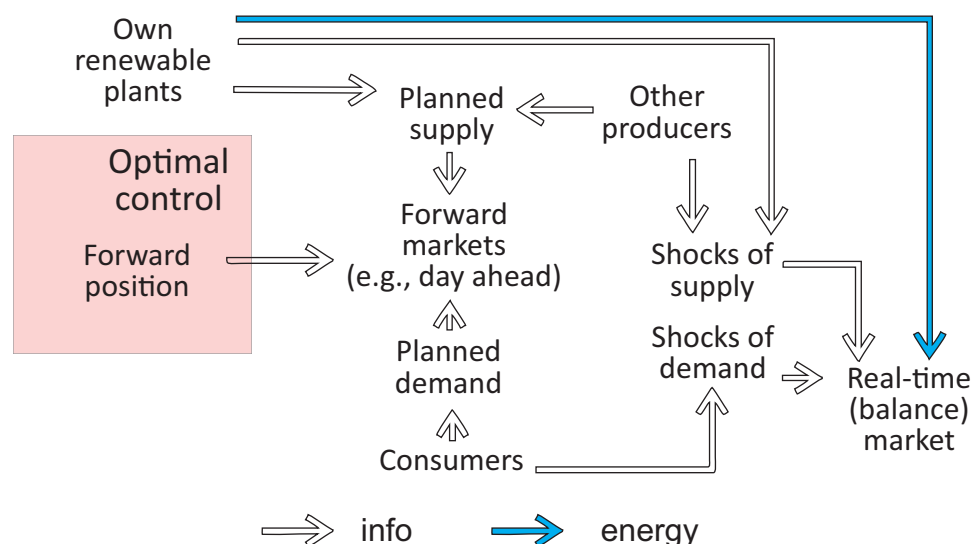 Own
renewable
plants
Planned
supply
Other
producers
Optimal
control
Forward
position
Forward
markets
(e.g., day ahead)
Shocks of
supply
Shocks of
demand
Planned
demand
Real-time
(balance)
market
Consumers
info
energy